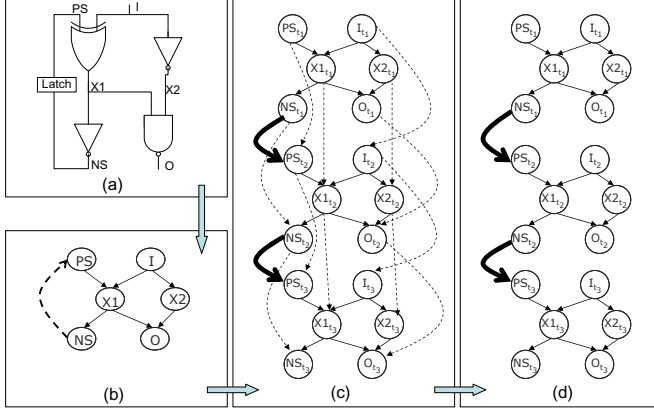 PS
I
Latch
X1
X2
NS
O
(a)
PS
I
X1
X2
NS
O
(b)
PSt1
It1
X1t1
X2t1
NSt1
Ot1
PSt2
It2
X1t2
X2t2
NSt2
Ot2
PSt3
It3
X1t3
X2t3
NSt3
Ot3
(c)
PSt1
It1
X1t1
X2t1
NSt1
Ot1
PSt2
It2
X1t2
X2t2
NSt2
Ot2
PSt3
It3
X1t3
X2t3
NSt3
Ot3
(d)